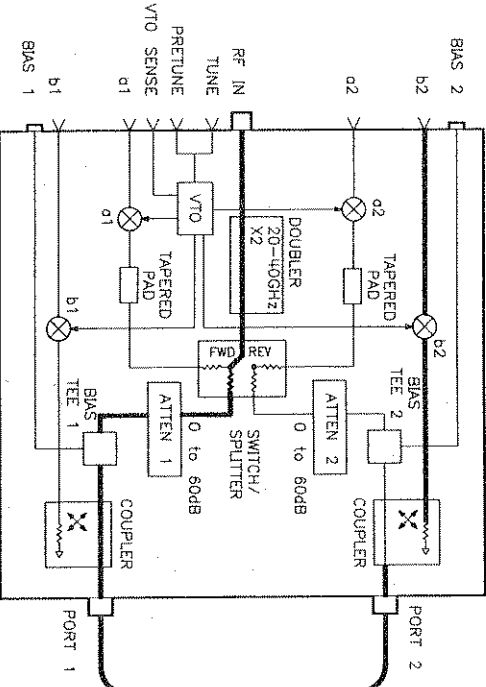 PORT 2
PORT 1
COUPLER
COUPLER
BIAS
TEE 2
ATTEN 2
0 to 60dB
SWITCH/
SPLITTER
ATTEN 1
0 to 60dB
BIAS
TEE 1
b2
REV
FWD
b1
TAPERED
PAD
DOUBLER
20-40GHz
X2
TAPERED
PAD
a2
VTO
a1
BIAS 2
b2
a2
RF IN
TUNE
PRETUNE
VTO SENSE
a1
b1
BIAS 1